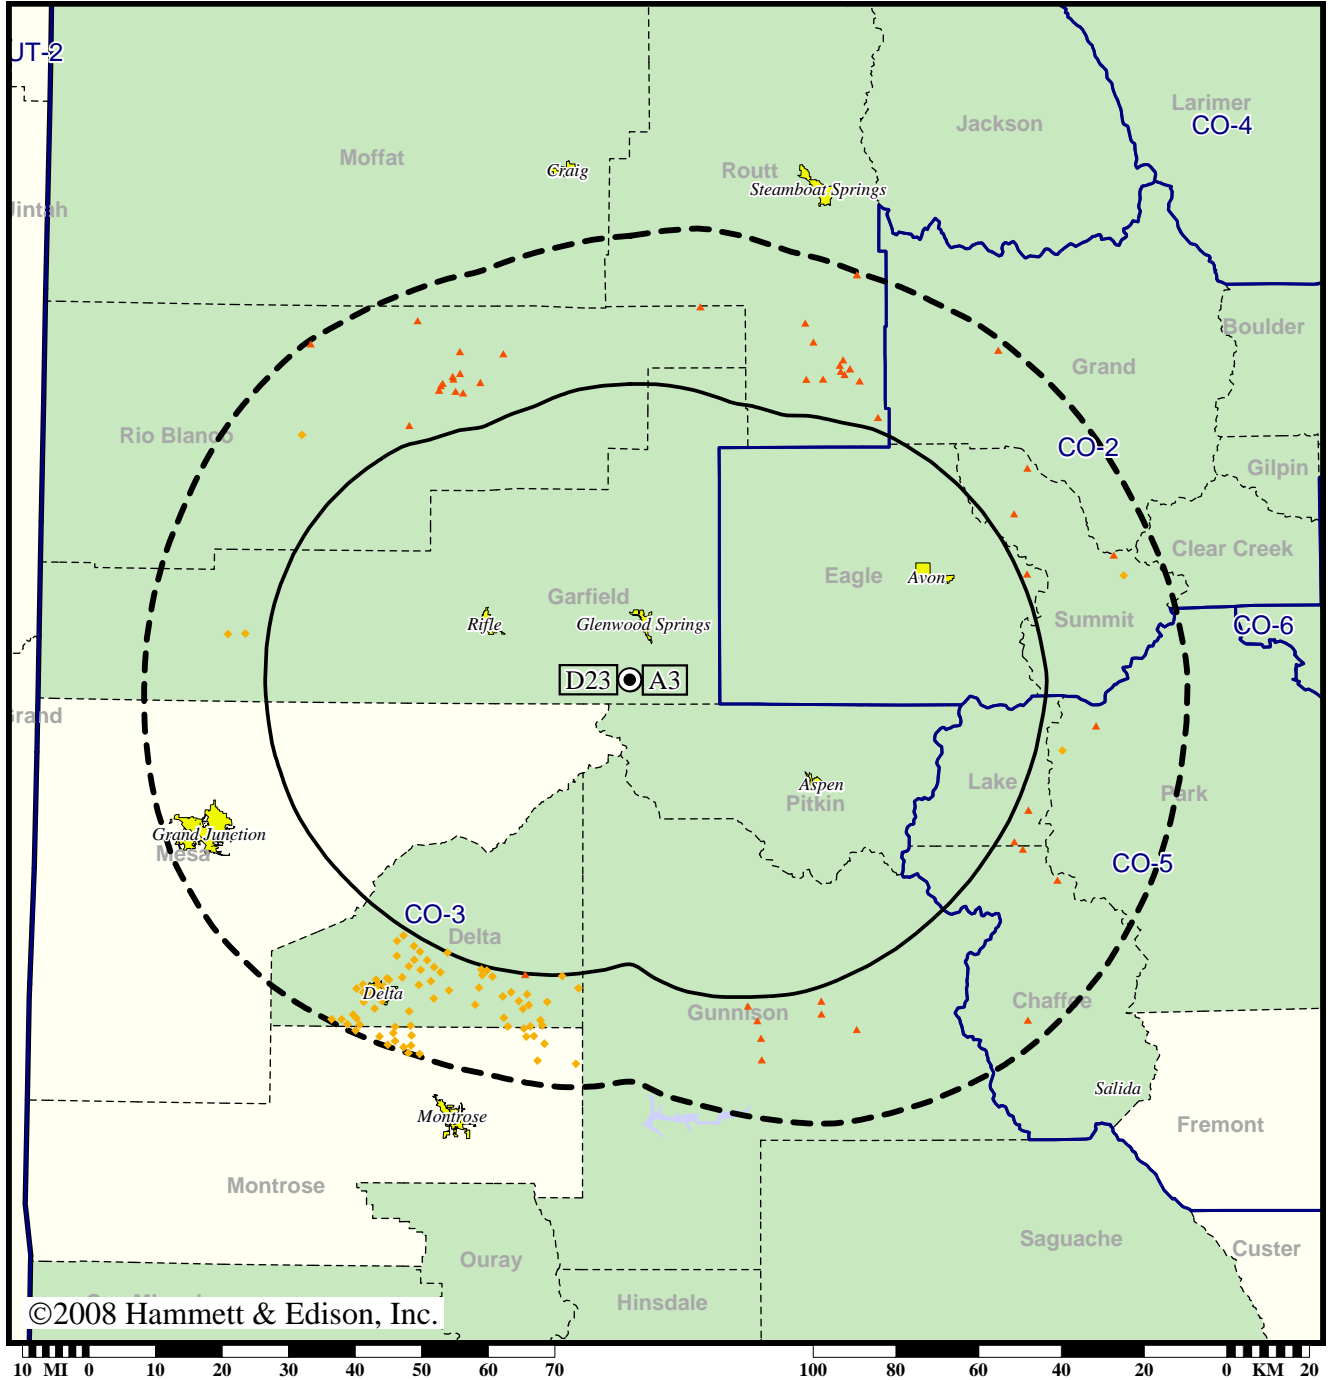 UT-2
Larimer
CO-4
Jackson
Moffat
Craig
Routt
Steamboat Springs
Jintah
Boulder
Grand
Rio Blanco
CO-2
Gilpin
Clear Creek
Eagle
Avon
Garfield
Rifle
Glenwood Springs
Summit
CO-6
D23
A3
Grand
Lake
Aspen
Pitkin
Park
Grand Junction
Mesa
CO-5
CO-3
Delta
Delta
Gunnison
Chaffee
Salida
Montrose
Fremont
Montrose
Saguache
Custer
Ouray
Hinsdale
©2008 Hammett & Edison, Inc.
10 MI 0 10 20 30 40 50 60 70 100 80 60 40 20 0 KM 20